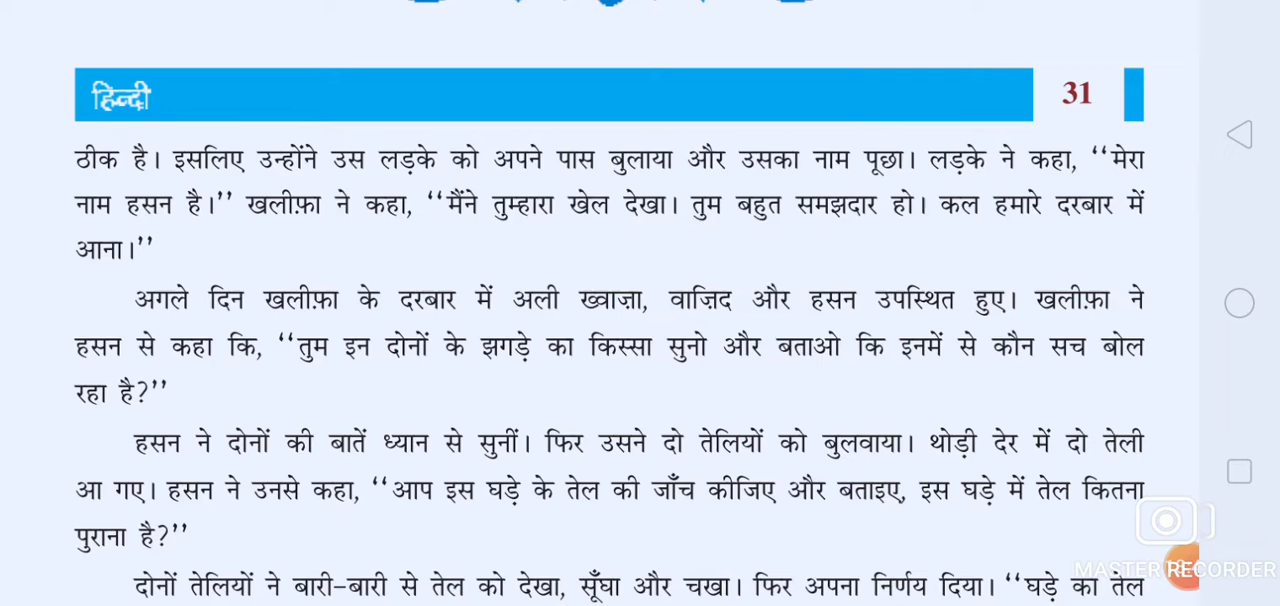 हिन्दी
31
ठीक है। इसलिए उन्होंने उस लड़के को अपने पास बुलाया और उसका नाम पूछा। लड़के ने कहा, ‘‘मेरा
नाम हसन है।’’ खलीफ़ा ने कहा, ‘‘मैंने तुम्हारा खेल देखा। तुम बहुत समझदार हो। कल हमारे दरबार में
आना।’’
अगले दिन खलीफ़ा के दरबार में अली ख्वाज़ा, वाज़िद और हसन उपस्थित हुए। खलीफ़ा ने
हसन से कहा कि, ‘‘तुम इन दोनों के झगड़े का किस्सा सुनो और बताओ कि इनमें से कौन सच बोल
रहा है?’’
हसन ने दोनों की बातें ध्यान से सुनीं। फिर उसने दो तेलियों को बुलवाया। थोड़ी देर में दो तेली
आ गए। हसन ने उनसे कहा, ‘‘आप इस घड़े के तेल की जाँच कीजिए और बताइए, इस घड़े में तेल कितना
पुराना है?’’
दोनों तेलियों ने बारी-बारी से तेल को देखा, सूँघा और चखा। फिर अपना निर्णय दिया। ‘‘घड़े का तेल
MASTER RECORDER